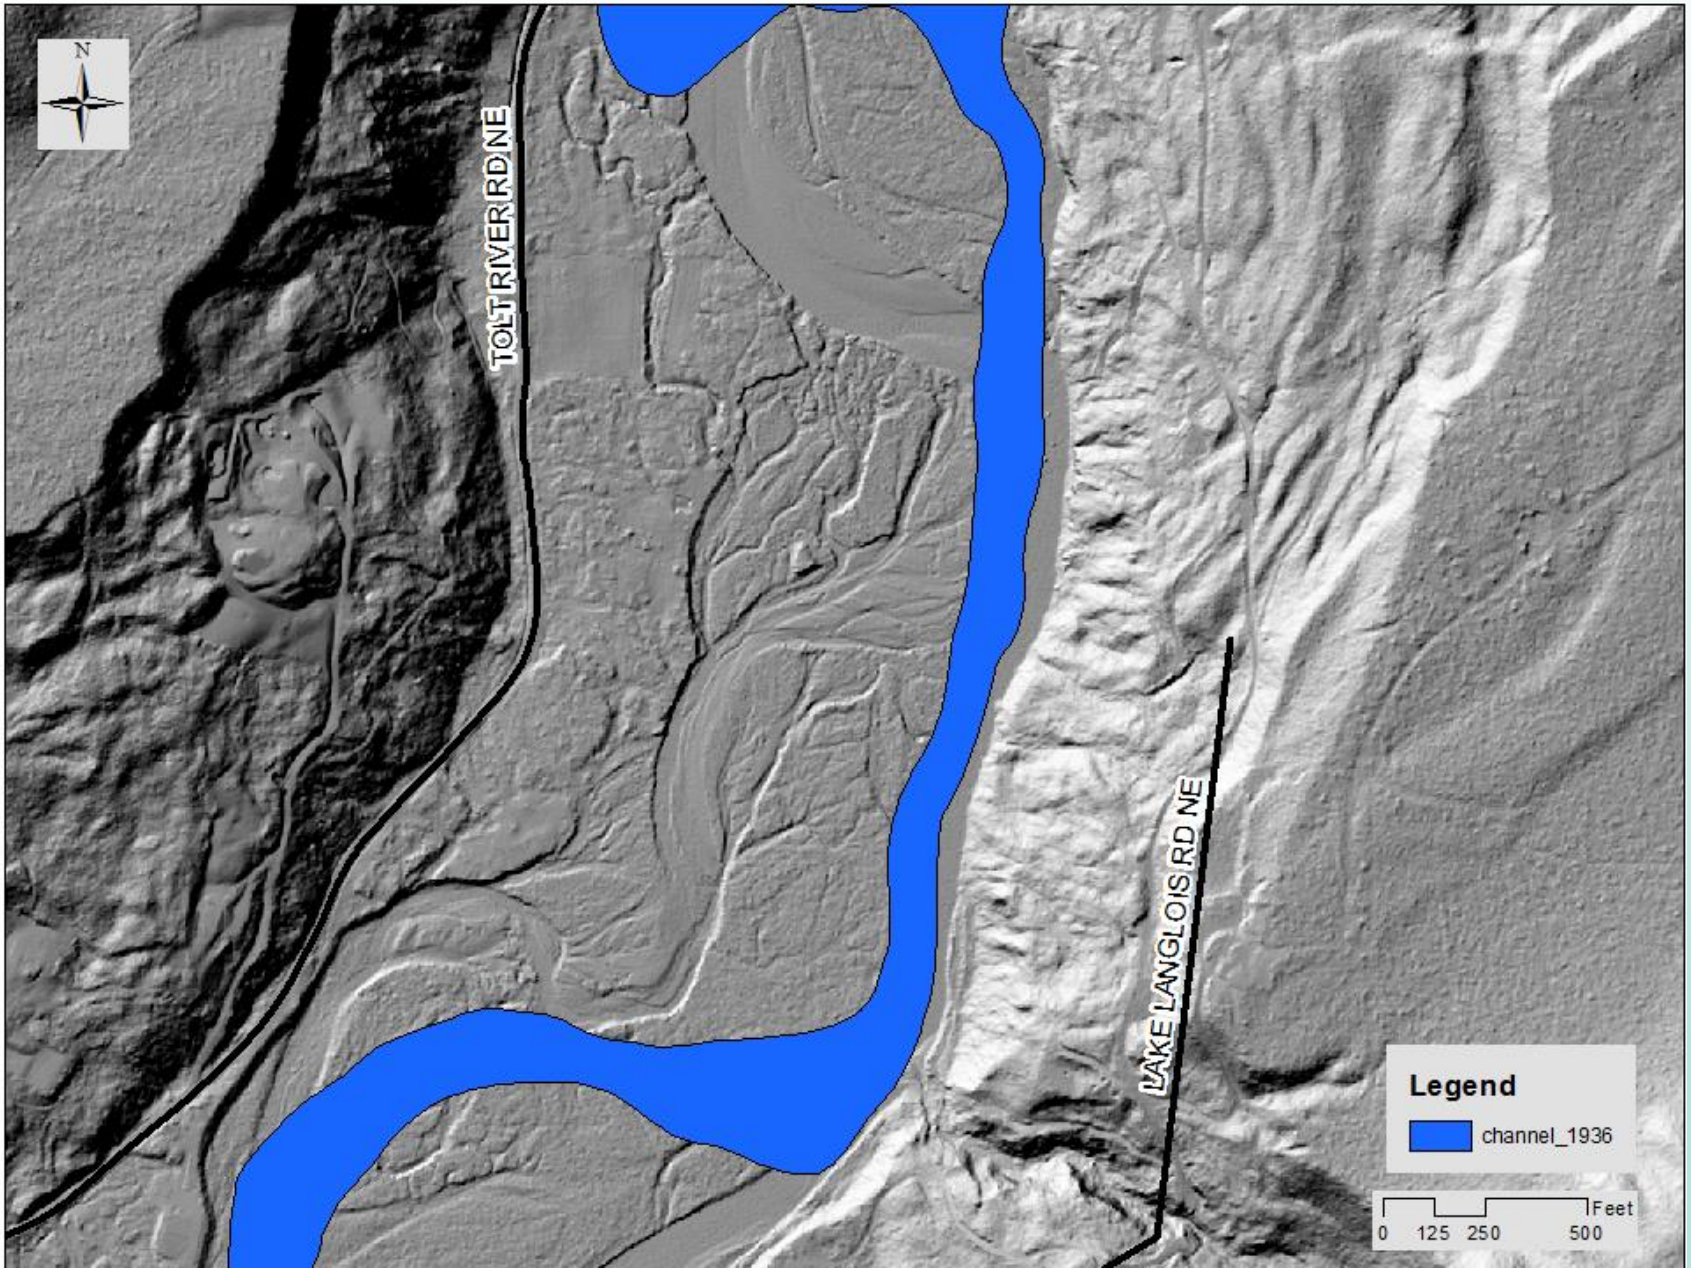 N
TOLT RIVER RD NE
LAKE LANGLOIS RD NE
Legend
channel_1936
Feet
0 125 250 500